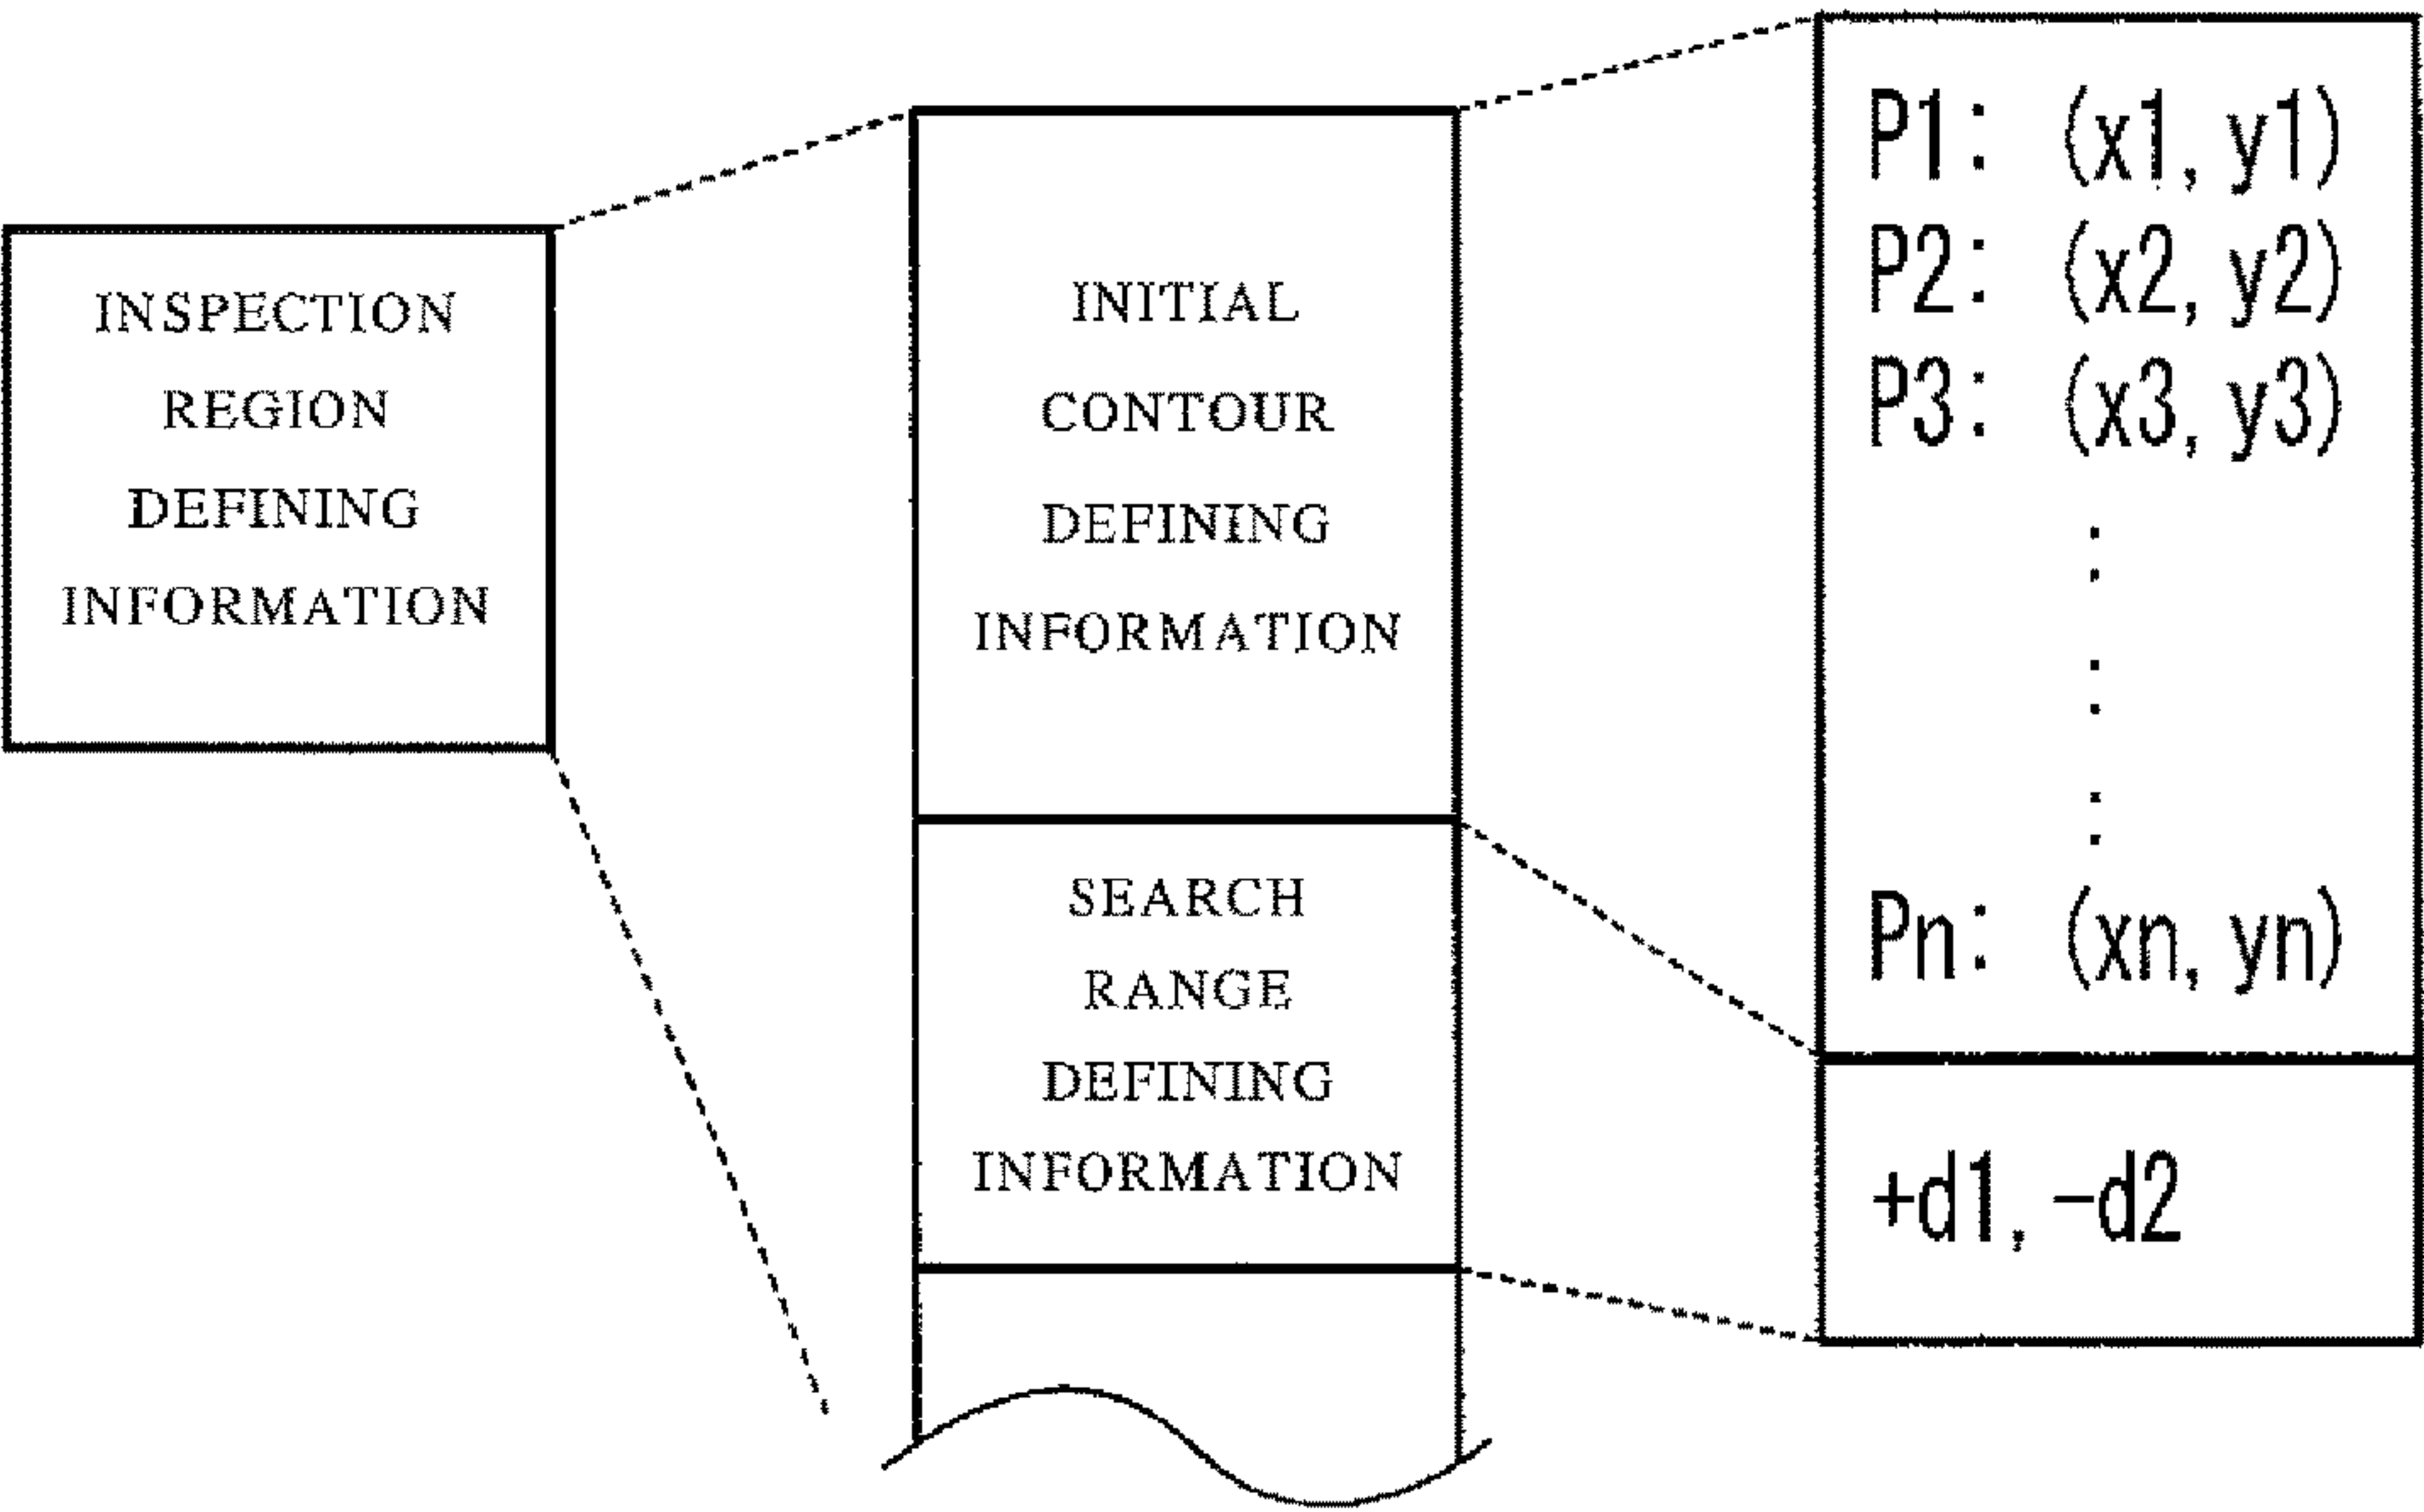 INSPECTION
REGION
DEFINING
INFORMATION
INITIAL
CONTOUR
DEFINING
INFORMATION
SEARCH
RANGE
DEFINING
INFORMATION
P1: (x1, y1)
P2: (x2, y2)
P3: (x3, y3)
Pn: (xn, yn)
+d1, -d2